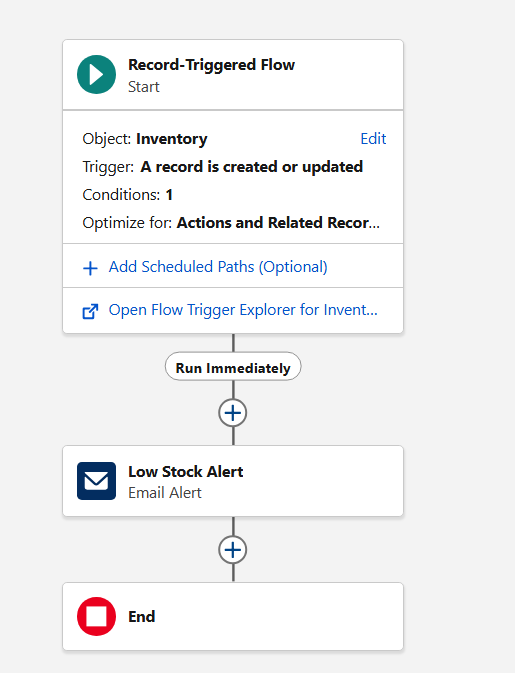 Record-Triggered Flow
Start
Object: Inventory Edit
Trigger: A record is created or updated
Conditions: 1
Optimize for: Actions and Related Recor...
Add Scheduled Paths (Optional)
Open Flow Trigger Explorer for Invent...
Run Immediately
Low Stock Alert
Email Alert
End